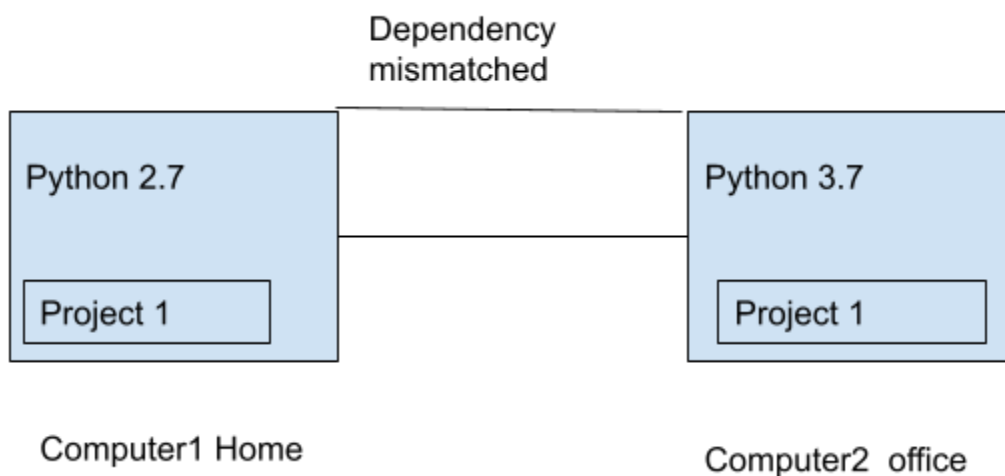 Dependency
mismatched
Python 2.7
Python 3.7
Project 1
Project 1
Computer1 Home
Computer2 office